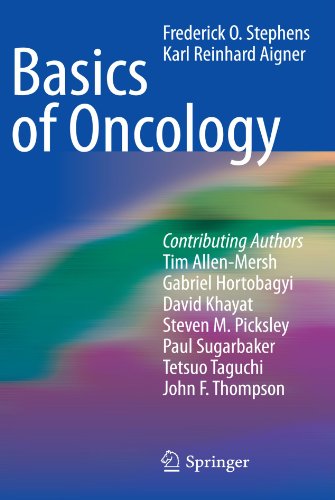 Frederick O. Stephens
Karl Reinhard Aigner
Basics
of Oncology
Contributing Authors
Tim Allen-Mersh
Gabriel Hortobagyi
David Khayat
Steven M. Picksley
Paul Sugarbaker
Tetsuo Taguchi
John F. Thompson
Springer